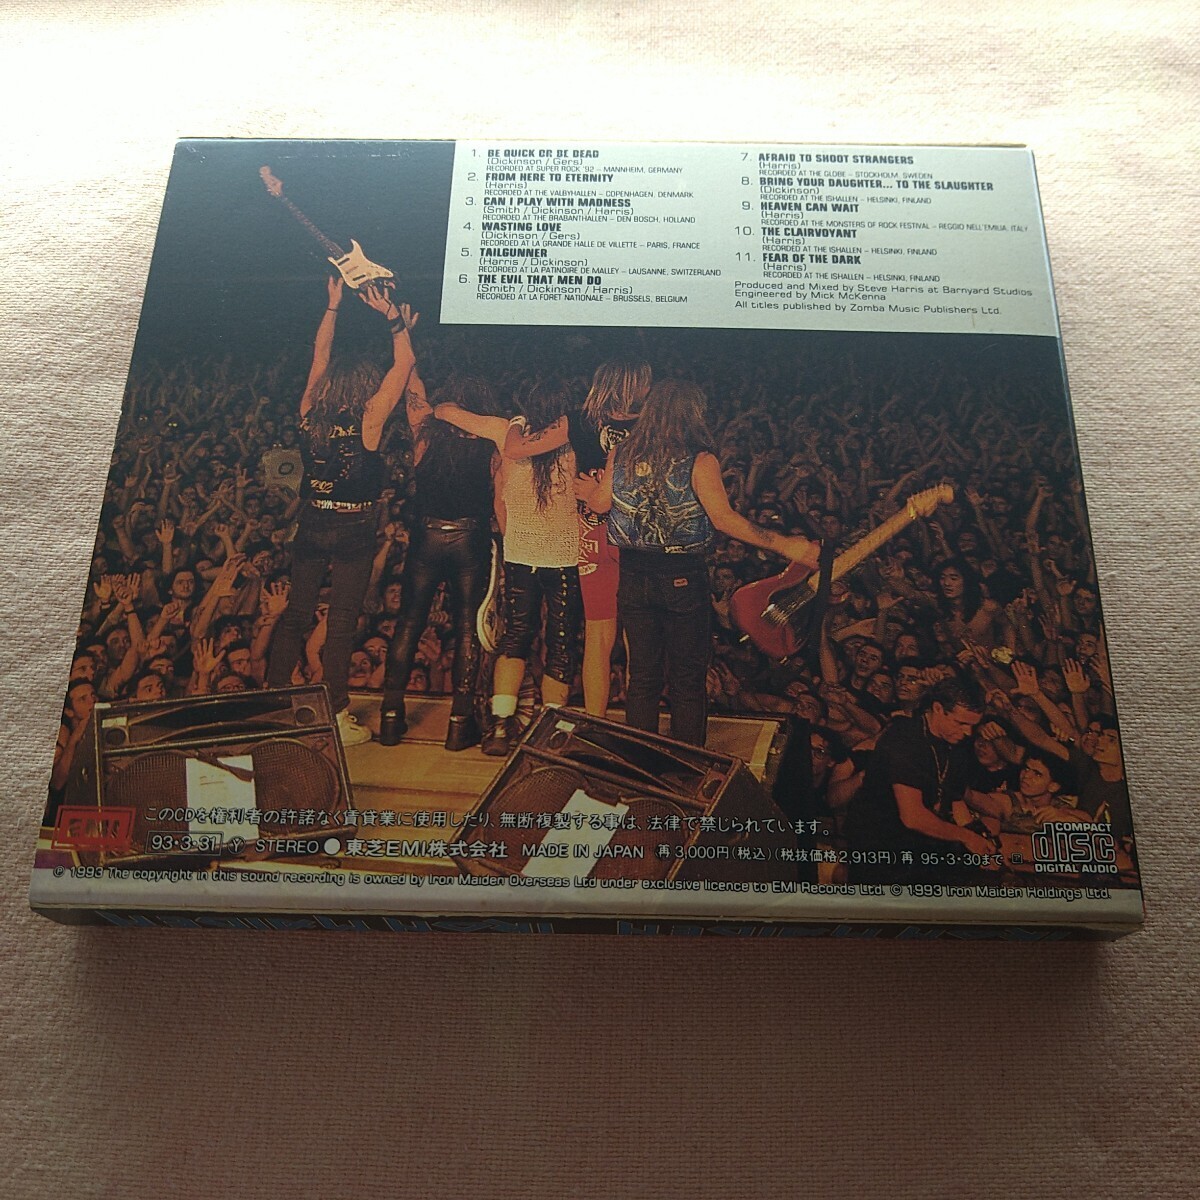 1. BE QUICK OR BE DEAD
(Dickinson / Gers)
RECORDED AT SUPER ROCK '92 – MANNHEIM, GERMANY
2. FROM HERE TO ETERNITY
(Harris)
RECORDED AT THE VALBYHALLEN – COPENHAGEN, DENMARK
3. CAN I PLAY WITH MADNESS
(Smith / Dickinson / Harris)
RECORDED AT THE BRABANTHALLEN – DEN BOSCH, HOLLAND
4. WASTING LOVE
(Dickinson / Gers)
RECORDED AT LA GRANDE HALLE DE VILLETTE – PARIS, FRANCE
5. TAILGUNNER
(Harris / Dickinson)
RECORDED AT LA PATINOIRE DE MALLEY – LAUSANNE, SWITZERLAND
6. THE EVIL THAT MEN DO
(Smith / Dickinson / Harris)
RECORDED AT LA FORET NATIONALE – BRUSSELS, BELGIUM
7. AFRAID TO SHOOT STRANGERS
(Harris)
RECORDED AT THE GLOBE – STOCKHOLM, SWEDEN
8. BRING YOUR DAUGHTER... TO THE SLAUGHTER
(Dickinson)
RECORDED AT THE ISHALLEN – HELSINKI, FINLAND
9. HEAVEN CAN WAIT
(Harris)
RECORDED AT THE MONSTERS OF ROCK FESTIVAL – REGGIO NELL'EMILIA, ITALY
10. THE CLAIRVOYANT
(Harris)
RECORDED AT THE ISHALLEN – HELSINKI, FINLAND
11. FEAR OF THE DARK
(Harris)
RECORDED AT THE ISHALLEN – HELSINKI, FINLAND
Produced and Mixed by Steve Harris at Barnyard Studios
Engineered by Mick McKenna
All titles published by Zomba Music Publishers Ltd.
EMI
このCDを権利者の許諾なく賃貸業に使用したり、無断複製する事は、法律で禁じられています。
93・3・31 Y STEREO ● 東芝EMI株式会社 MADE IN JAPAN 再 3,000円(税込)(税抜価格2,913円) 再 95・3・30まで
COMPACT
disc
DIGITAL AUDIO
℗ 1993 The copyright in this sound recording is owned by Iron Maiden Overseas Ltd under exclusive licence to EMI Records Ltd. © 1993 Iron Maiden Holdings Ltd.
IRON MAIDEN